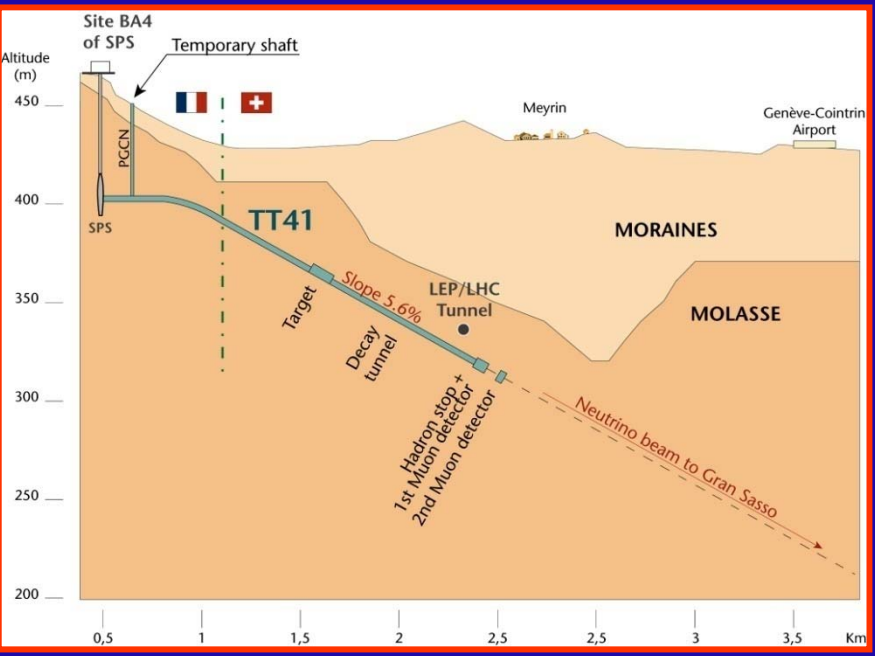 Site BA4
of SPS
Temporary shaft
Altitude
(m)
450
400
350
300
250
200
PGCN
SPS
TT41
Meyrin
Genève-Cointrin
Airport
MORAINES
MOLASSE
Target
Slope 5.6%
Decay
tunnel
LEP/LHC
Tunnel
Hadron stop +
1st Muon detector
2nd Muon detector
Neutrino beam to Gran Sasso
0,5
1
1,5
2
2,5
2,5
3
3,5
Km